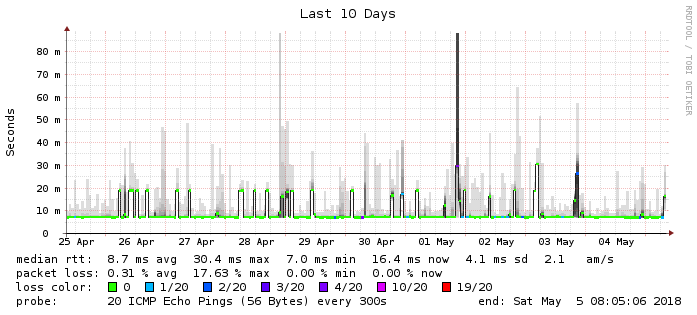 Last 10 Days
RRDTOOL / TOBI OETIKER
Seconds
80 m
70 m
60 m
50 m
40 m
30 m
20 m
10 m
0
25 Apr 26 Apr 27 Apr 28 Apr 29 Apr 30 Apr 01 May 02 May 03 May 04 May
median rtt: 8.7 ms avg 30.4 ms max 7.0 ms min 16.4 ms now 4.1 ms sd 2.1 am/s
packet loss: 0.31 % avg 17.63 % max 0.00 % min 0.00 % now
loss color: 0 1/20 2/20 3/20 4/20 10/20 19/20
probe: 20 ICMP Echo Pings (56 Bytes) every 300s end: Sat May 5 08:05:06 2018